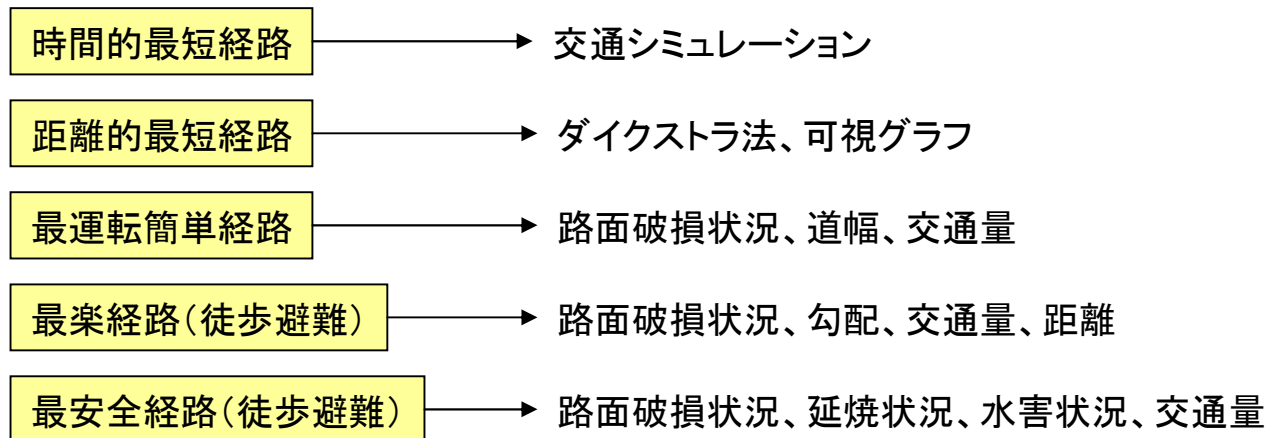 時間的最短経路 交通シミュレーション
距離的最短経路 ダイクストラ法、可視グラフ
最運転簡単経路 路面破損状況、道幅、交通量
最楽経路(徒歩避難) 路面破損状況、勾配、交通量、距離
最安全経路(徒歩避難) 路面破損状況、延焼状況、水害状況、交通量